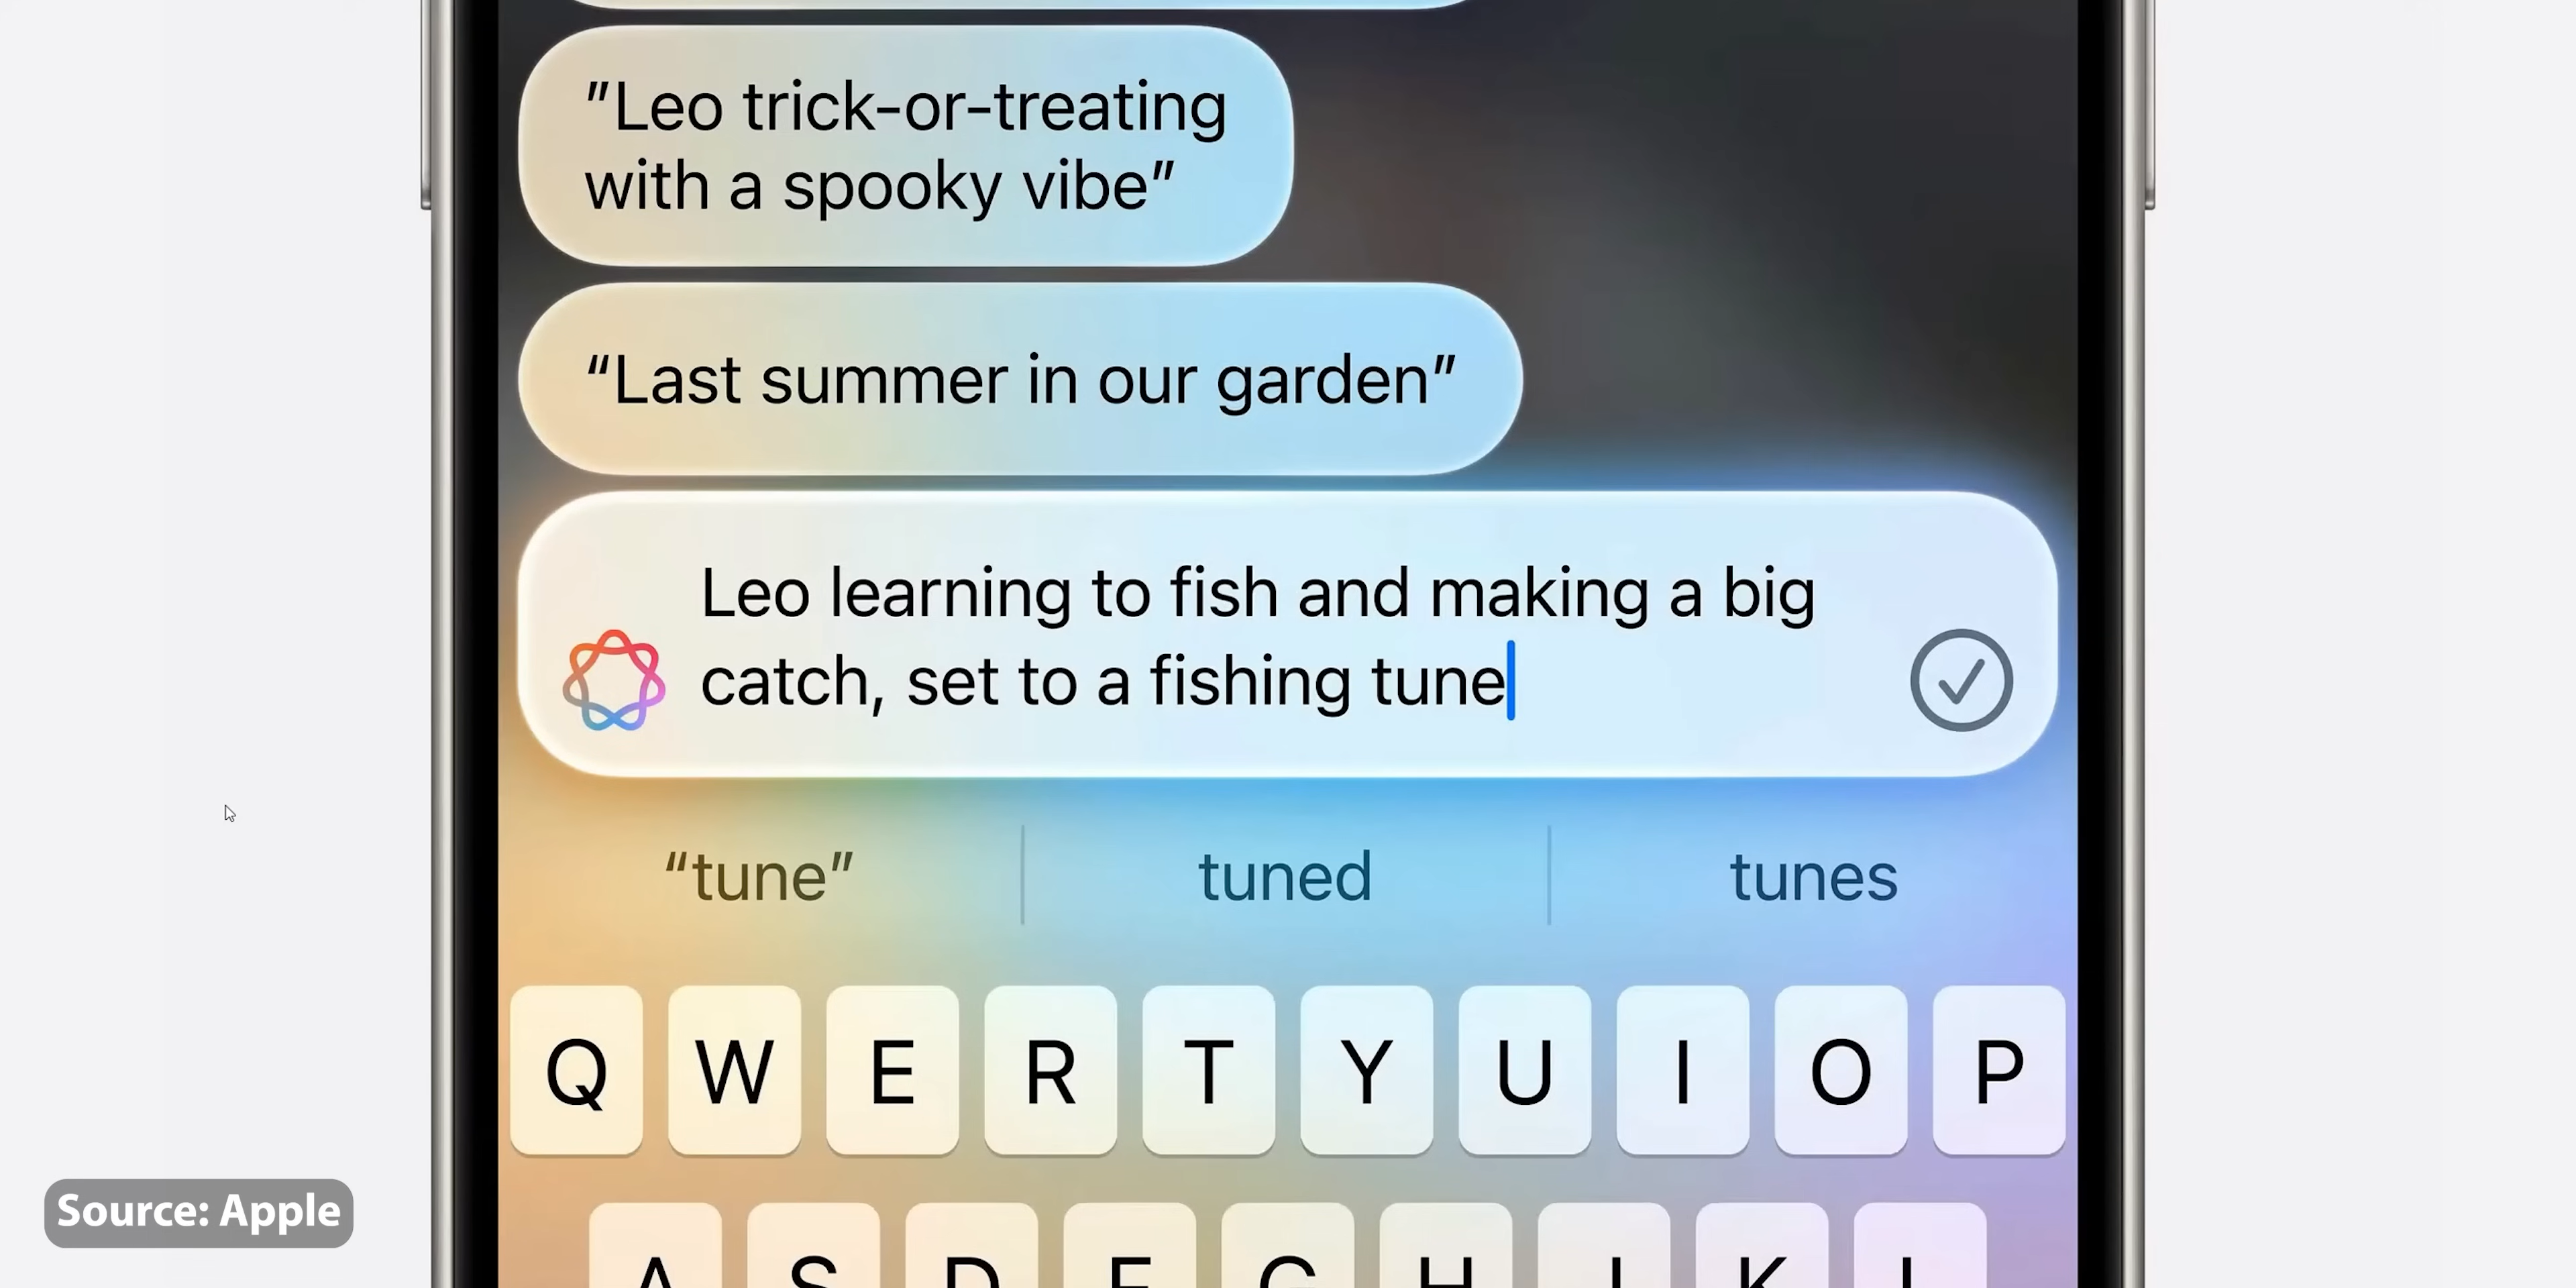 "Leo trick-or-treating
with a spooky vibe"
“Last summer in our garden”
Leo learning to fish and making a big
catch, set to a fishing tune
“tune” tuned tunes
Q W E R T Y U I O P
A S D F G H J K L
Source: Apple